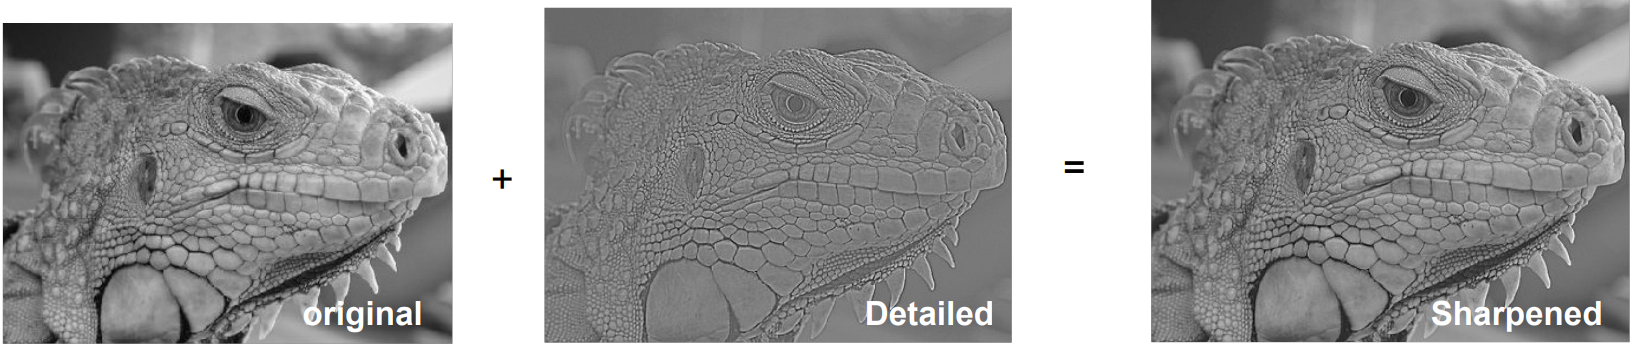 original
+
Detailed
=
Sharpened